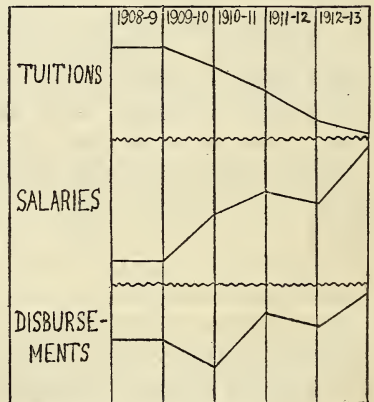 1908-9 1909-10 1910-11 1911-12 1912-13
TUITIONS
SALARIES
DISBURSE-
MENTS